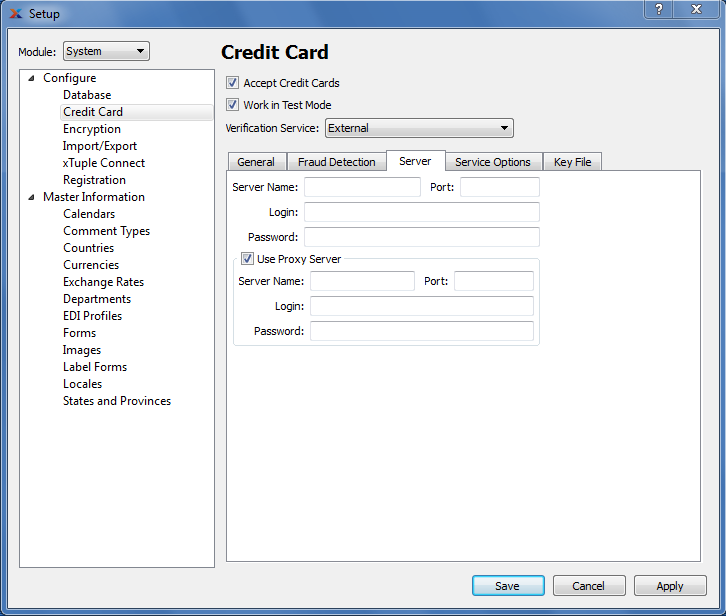 Setup
?
Module: System
Configure
Database
Credit Card
Encryption
Import/Export
xTuple Connect
Registration
Master Information
Calendars
Comment Types
Countries
Currencies
Exchange Rates
Departments
EDI Profiles
Forms
Images
Label Forms
Locales
States and Provinces
Credit Card
Accept Credit Cards
Work in Test Mode
Verification Service: External
General Fraud Detection Server Service Options Key File
Server Name: Port:
Login:
Password:
Use Proxy Server
Server Name: Port:
Login:
Password:
Save Cancel Apply